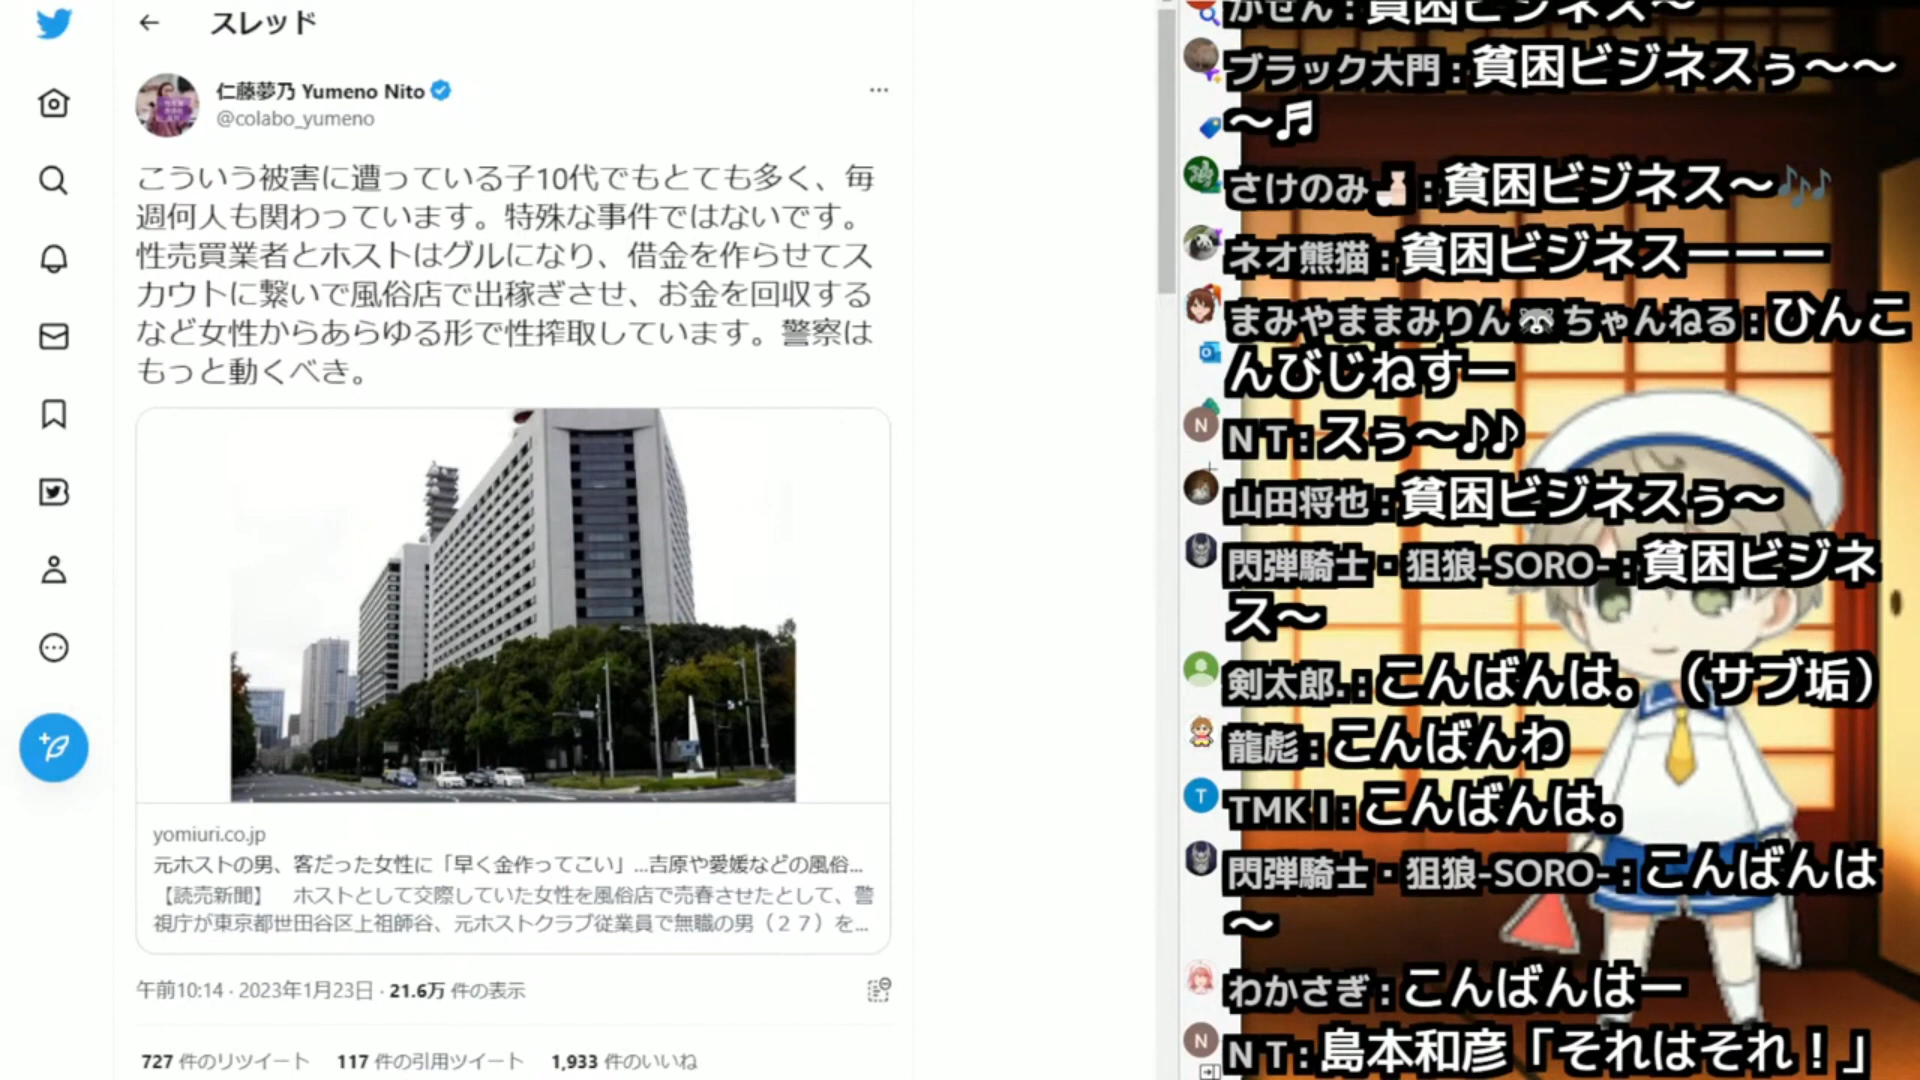 スレッド
仁藤夢乃 Yumeno Nito
@colabo_yumeno
こういう被害に遭っている子10代でもとても多く、毎
週何人も関わっています。特殊な事件ではないです。
性売買業者とホストはグルになり、借金を作らせてス
カウトに繋いで風俗店で出稼ぎさせ、お金を回収する
など女性からあらゆる形で性搾取しています。警察は
もっと動くべき。
yomiuri.co.jp
元ホストの男、客だった女性に「早く金作ってこい」...吉原や愛媛などの風俗...
【読売新聞】　ホストとして交際していた女性を風俗店で売春させたとして、警
視庁が東京都世田谷区上祖師谷、元ホストクラブ従業員で無職の男（２７）を...
午前10:14 · 2023年1月23日 · 21.6万 件の表示
727 件のリツイート 117 件の引用ツイート 1,933 件のいいね
かせん : 貧困ビジネス～
ブラック大門 : 貧困ビジネスぅ～～
～♬
さけのみ🍶 : 貧困ビジネス～🎶
ネオ熊猫 : 貧困ビジネスーーー
まみやままみりん🦝ちゃんねる : ひんこ
んびじねすー
N T : スぅ～♪♪
山田将也 : 貧困ビジネスぅ～
閃弾騎士・狙狼-SORO- : 貧困ビジネ
ス～
剣太郎. : こんばんは。（サブ垢）
龍彪 : こんばんわ
T
TMK I : こんばんは。
閃弾騎士・狙狼-SORO- : こんばんは
～
わかさぎ : こんばんはー
N T : 島本和彦「それはそれ！」